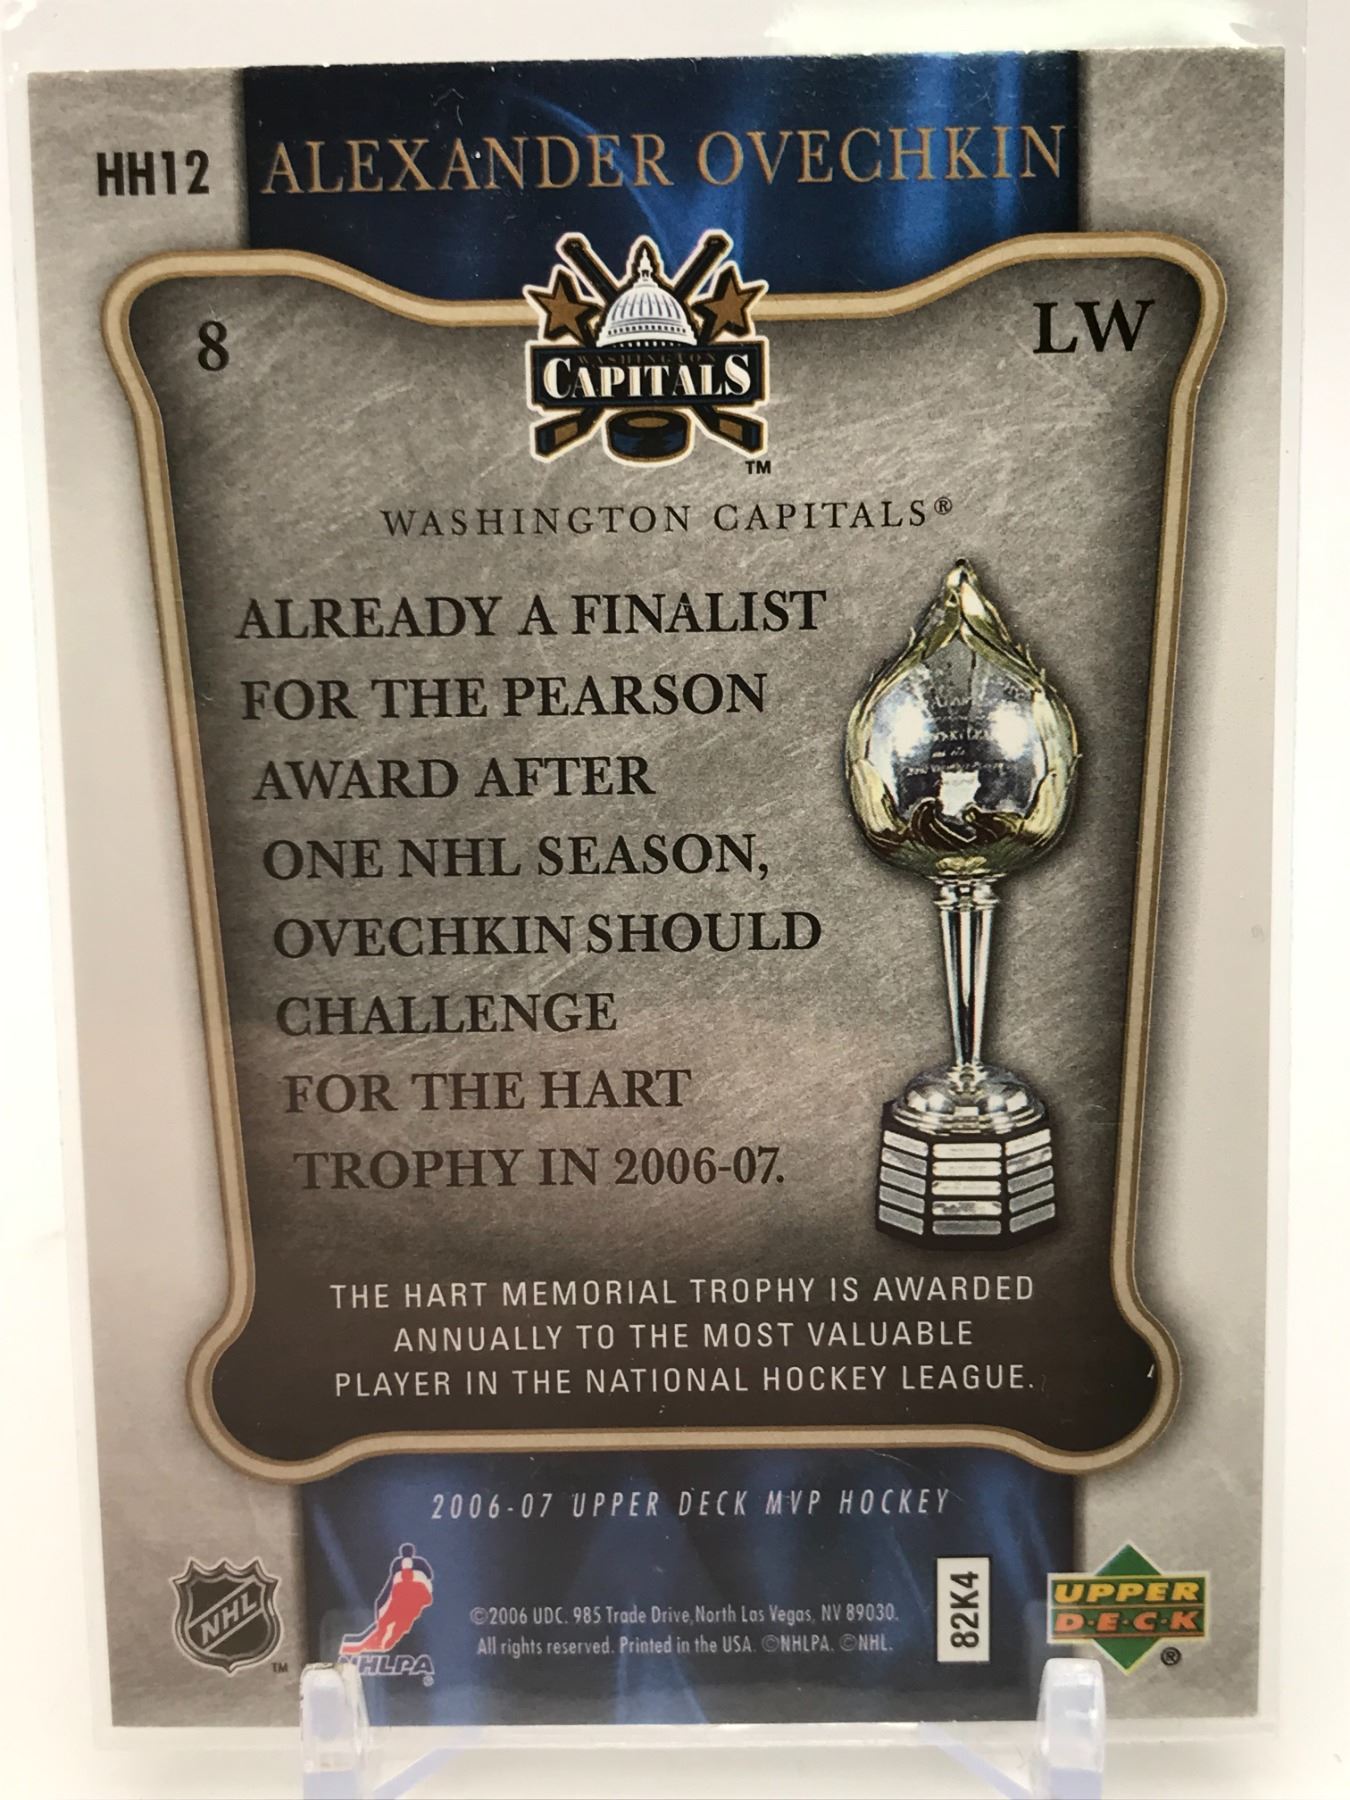 HH12 ALEXANDER OVECHKIN
8
LW
WASHINGTON
CAPITALS
TM
WASHINGTON CAPITALS®
ALREADY A FINALIST
FOR THE PEARSON
AWARD AFTER
ONE NHL SEASON,
OVECHKIN SHOULD
CHALLENGE
FOR THE HART
TROPHY IN 2006-07.
THE HART MEMORIAL TROPHY IS AWARDED
ANNUALLY TO THE MOST VALUABLE
PLAYER IN THE NATIONAL HOCKEY LEAGUE.
2006-07 UPPER DECK MVP HOCKEY
NHL
TM
NHLPA
®
©2006 UDC. 985 Trade Drive, North Las Vegas, NV 89030.
All rights reserved. Printed in the USA. ©NHLPA. ©NHL.
82K4
UPPER
D·E·C·K
®